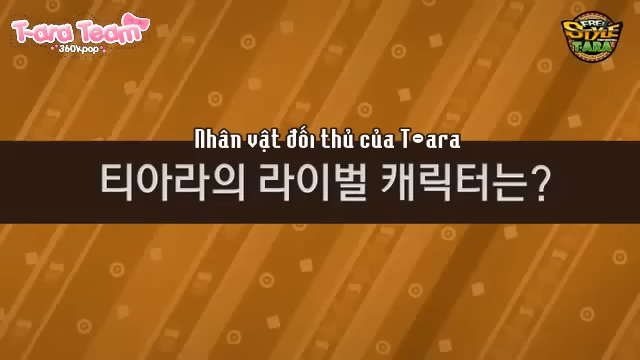 T-ara Team
360kpop
FREE
STYLE
T-ARA
Nhân vật đối thủ của T-ara
티아라의 라이벌 캐릭터는?